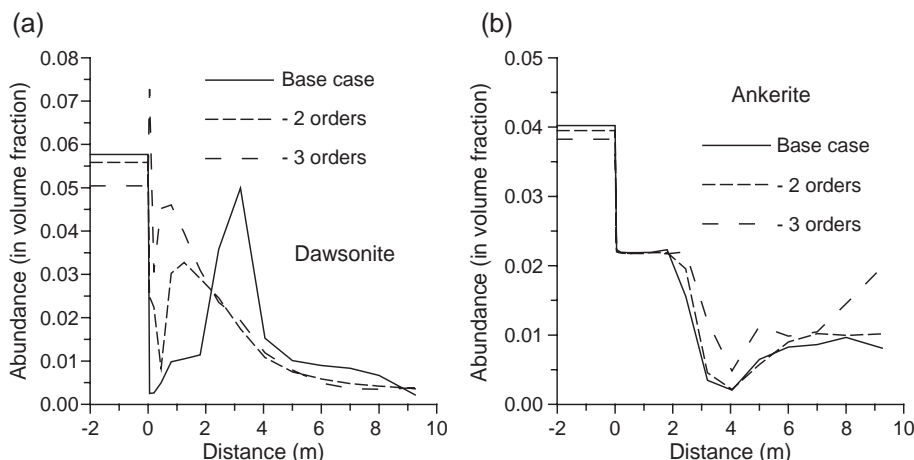 (a)
0.08
0.07
0.06
0.05
0.04
0.03
0.02
0.01
0.00
Abundance (in volume fraction)
Base case
- 2 orders
- 3 orders
Dawsonite
-2 0 2 4 6 8 10
Distance (m)
(b)
0.05
0.04
0.03
0.02
0.01
0.00
Abundance (in volume fraction)
Ankerite
Base case
- 2 orders
- 3 orders
-2 0 2 4 6 8 10
Distance (m)